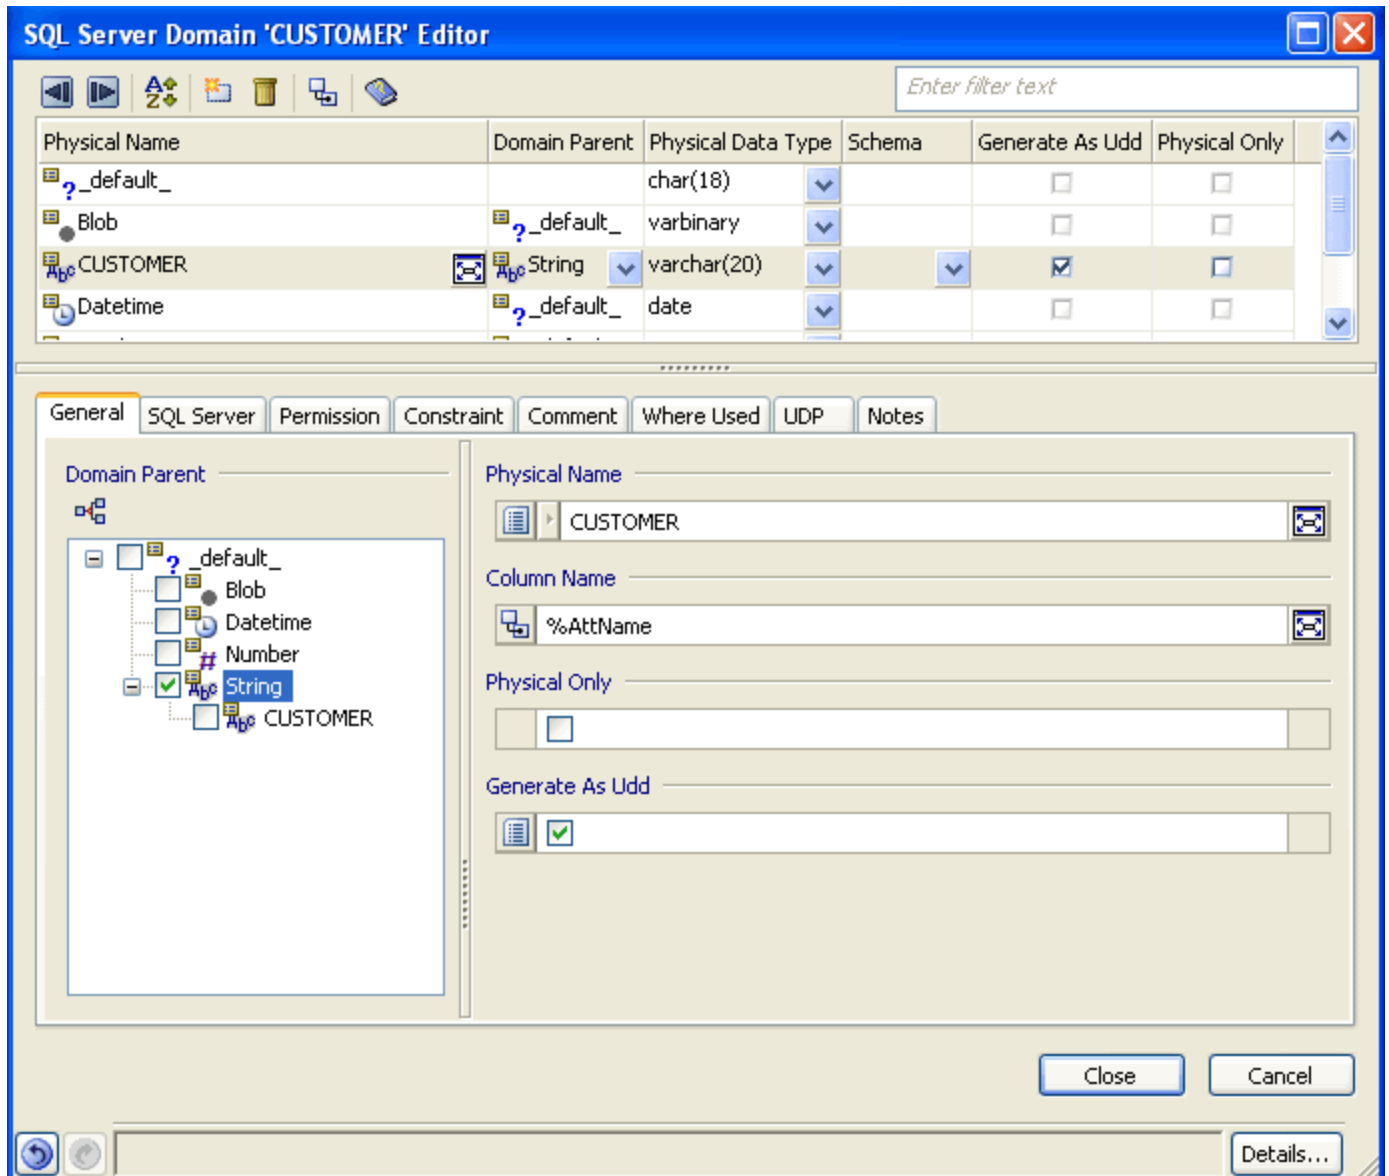 SQL Server Domain 'CUSTOMER' Editor
Enter filter text
Physical Name Domain Parent Physical Data Type Schema Generate As Udd Physical Only
_default_ char(18)
Blob _default_ varbinary
CUSTOMER String varchar(20)
Datetime _default_ date
General SQL Server Permission Constraint Comment Where Used UDP Notes
Domain Parent
_default_
Blob
Datetime
Number
String
CUSTOMER
Physical Name
CUSTOMER
Column Name
%AttName
Physical Only
Generate As Udd
Close Cancel
Details...